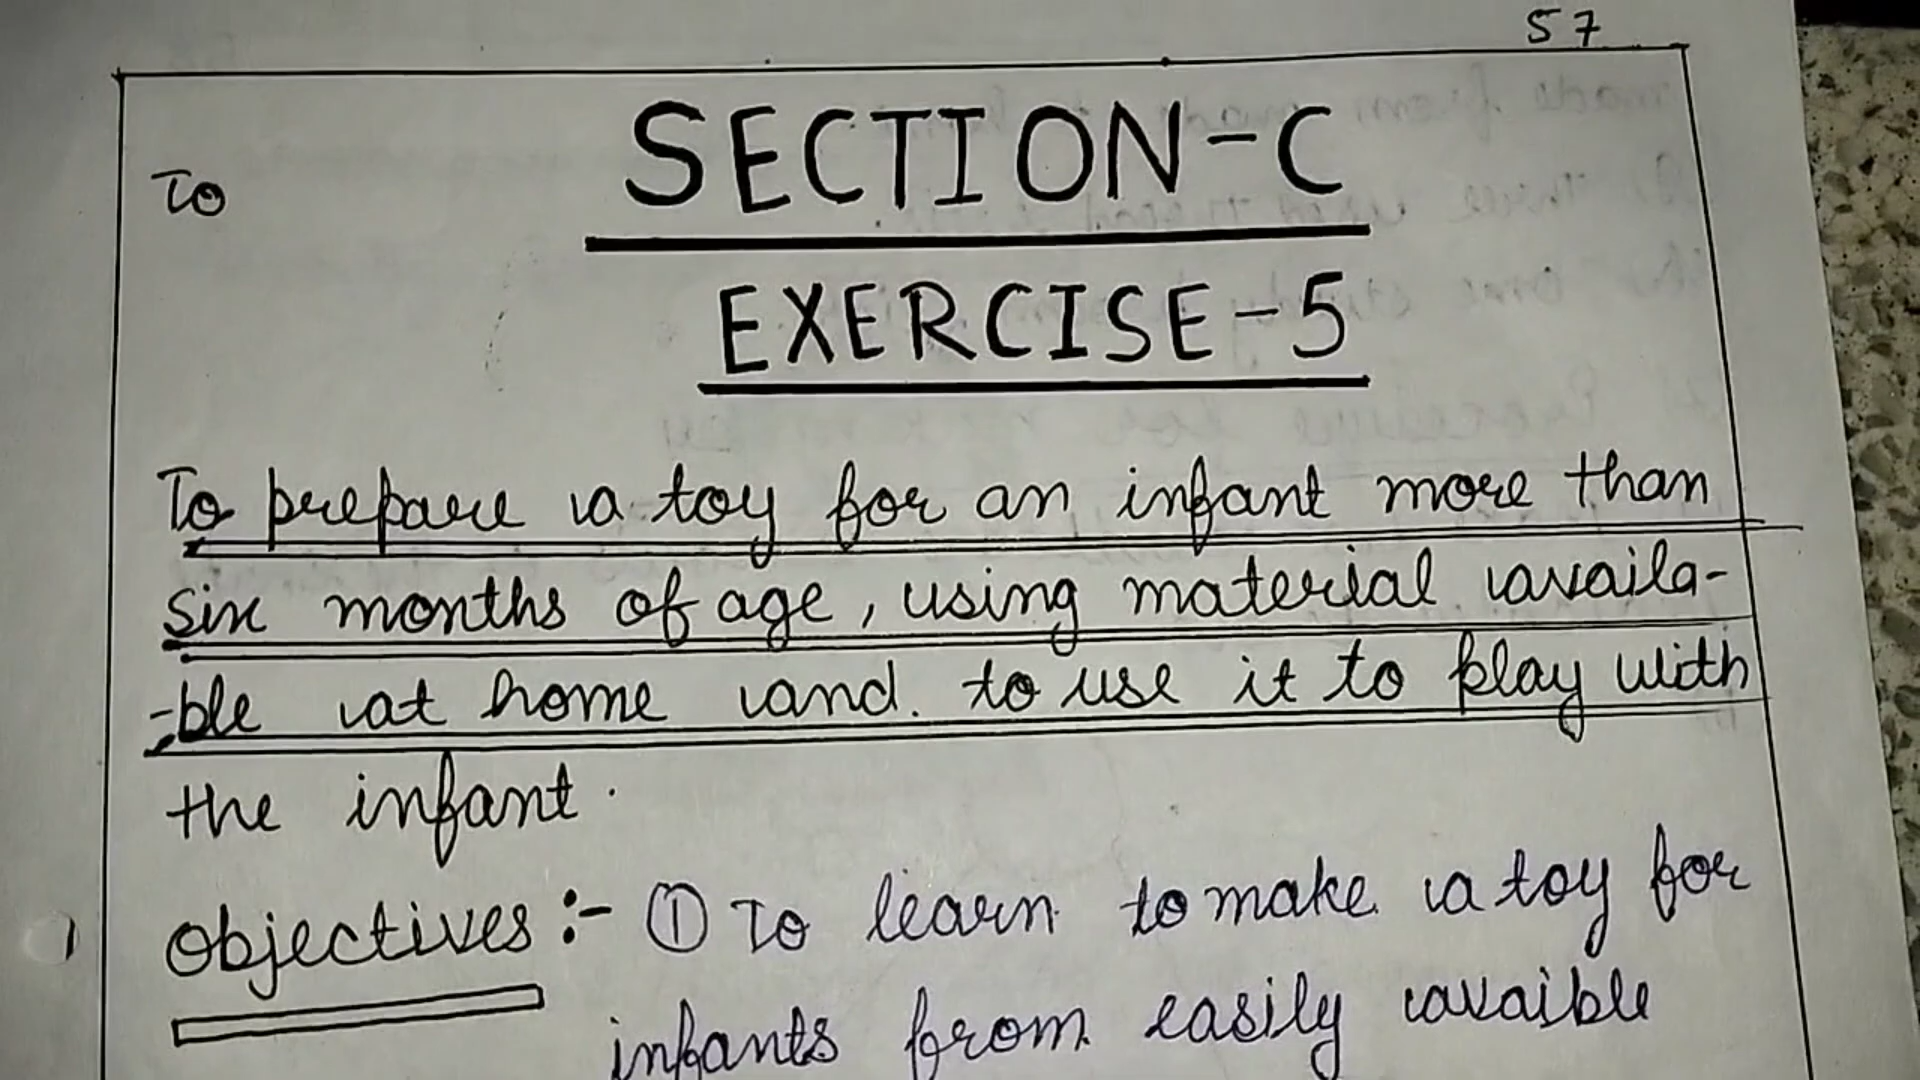 57
SECTION-C
To
EXERCISE-5
To prepare a toy for an infant more than
six months of age, using material availa-
-ble at home and. to use it to play with
the infant.
Objectives :- ① To learn to make a toy for
infants from easily avaible